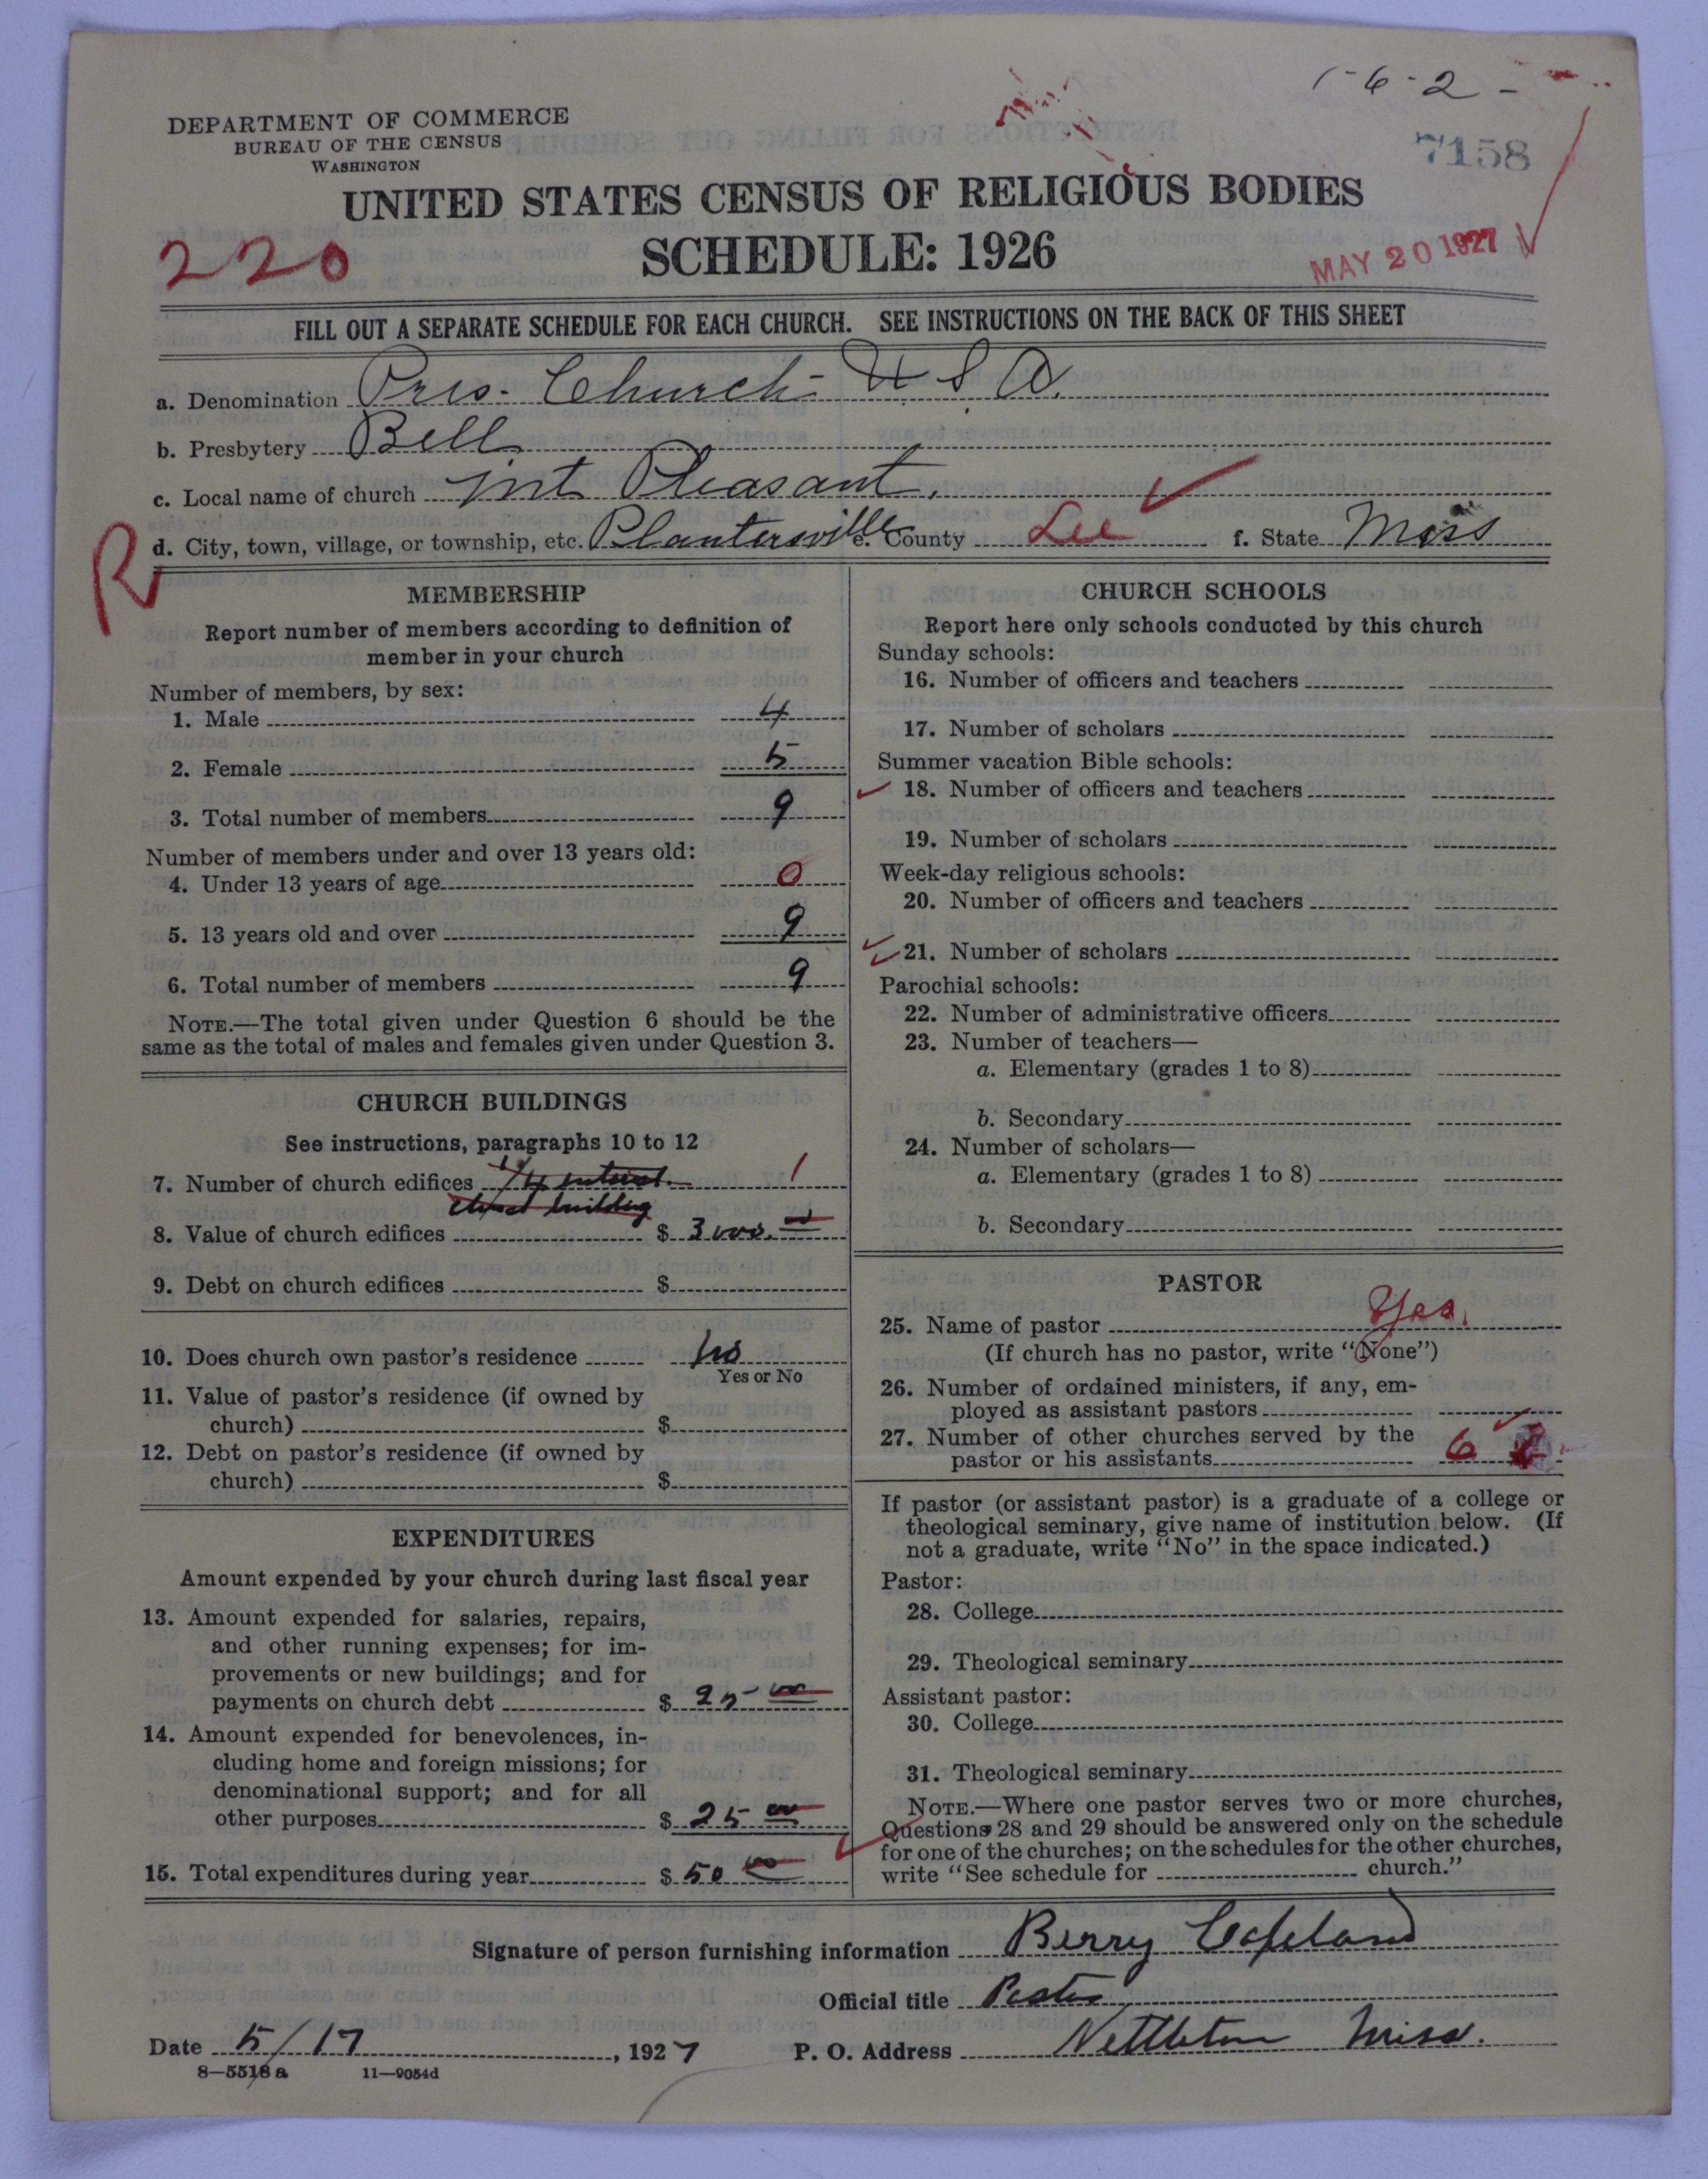 1-6-2-
DEPARTMENT OF COMMERCE
BUREAU OF THE CENSUS
WASHINGTON
7158
UNITED STATES CENSUS OF RELIGIOUS BODIES
220
SCHEDULE: 1926
MAY 20 1927
FILL OUT A SEPARATE SCHEDULE FOR EACH CHURCH. SEE INSTRUCTIONS ON THE BACK OF THIS SHEET
a. Denomination Pres. Church - U S A.
b. Presbytery Bell
c. Local name of church Mt Pleasant.
R
d. City, town, village, or township, etc. Plantersville e. County Lee f. State Miss
MEMBERSHIP
Report number of members according to definition of
member in your church
Number of members, by sex:
1. Male 4
2. Female 5
3. Total number of members 9
Number of members under and over 13 years old:
4. Under 13 years of age 0
5. 13 years old and over 9
6. Total number of members 9
NOTE.—The total given under Question 6 should be the
same as the total of males and females given under Question 3.
CHURCH BUILDINGS
See instructions, paragraphs 10 to 12
7. Number of church edifices 1/4 interest. 1
building
8. Value of church edifices $ 3000.00
9. Debt on church edifices $
10. Does church own pastor's residence No
Yes or No
11. Value of pastor's residence (if owned by
church) $
12. Debt on pastor's residence (if owned by
church) $
EXPENDITURES
Amount expended by your church during last fiscal year
13. Amount expended for salaries, repairs,
and other running expenses; for im-
provements or new buildings; and for
payments on church debt $ 25 00
14. Amount expended for benevolences, in-
cluding home and foreign missions; for
denominational support; and for all
other purposes $ 25 00
15. Total expenditures during year $ 50 00
CHURCH SCHOOLS
Report here only schools conducted by this church
Sunday schools:
16. Number of officers and teachers
17. Number of scholars
Summer vacation Bible schools:
18. Number of officers and teachers
19. Number of scholars
Week-day religious schools:
20. Number of officers and teachers
21. Number of scholars
Parochial schools:
22. Number of administrative officers
23. Number of teachers—
a. Elementary (grades 1 to 8)
b. Secondary
24. Number of scholars—
a. Elementary (grades 1 to 8)
b. Secondary
PASTOR
25. Name of pastor Yes.
(If church has no pastor, write "None")
26. Number of ordained ministers, if any, em-
ployed as assistant pastors
27. Number of other churches served by the
pastor or his assistants 6
If pastor (or assistant pastor) is a graduate of a college or
theological seminary, give name of institution below. (If
not a graduate, write "No" in the space indicated.)
Pastor:
28. College
29. Theological seminary
Assistant pastor:
30. College
31. Theological seminary
NOTE.—Where one pastor serves two or more churches,
Questions 28 and 29 should be answered only on the schedule
for one of the churches; on the schedules for the other churches,
write "See schedule for church."
Signature of person furnishing information Berry Copeland
Official title Pastor
Date 5/17, 1927 P. O. Address Nettleton Miss.
8—5518 a 11—9054d